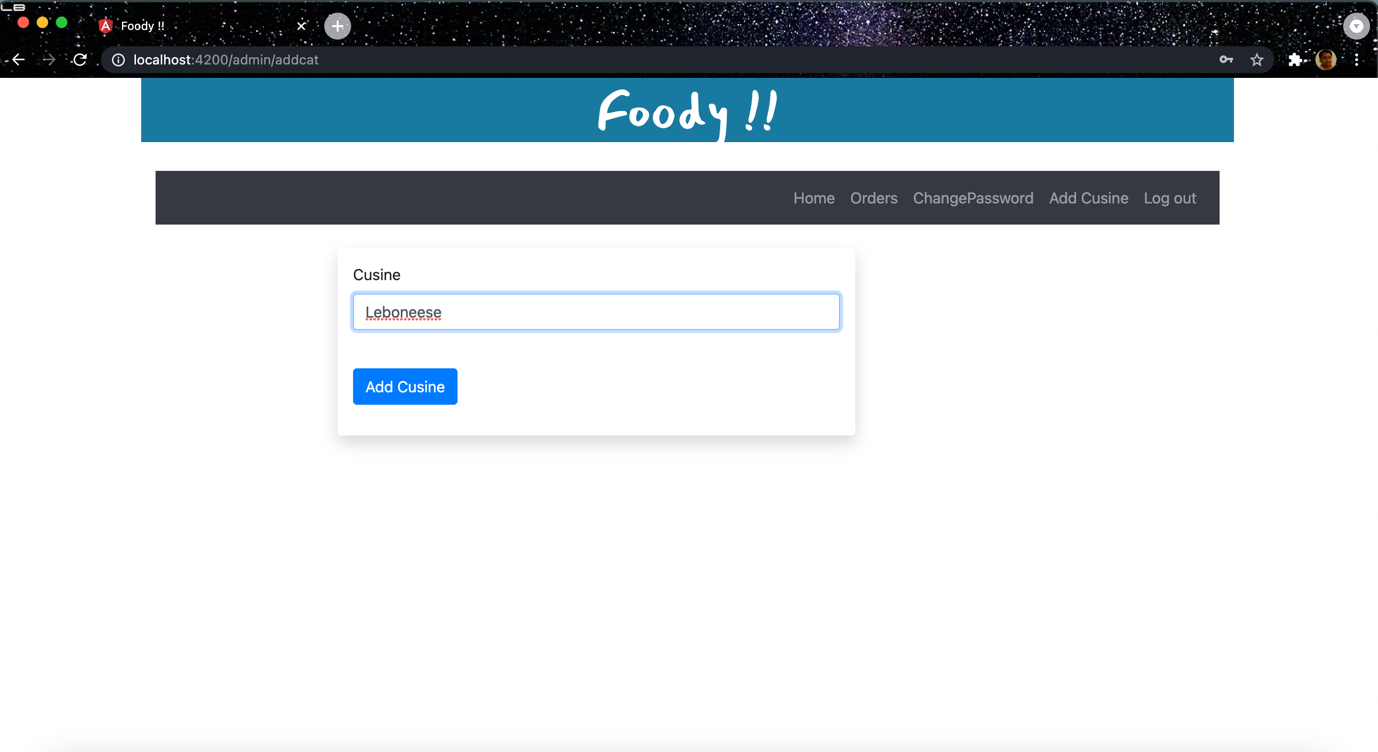 Foody !!
localhost:4200/admin/addcat
Foody !!
Home Orders ChangePassword Add Cusine Log out
Cusine
Leboneese
Add Cusine